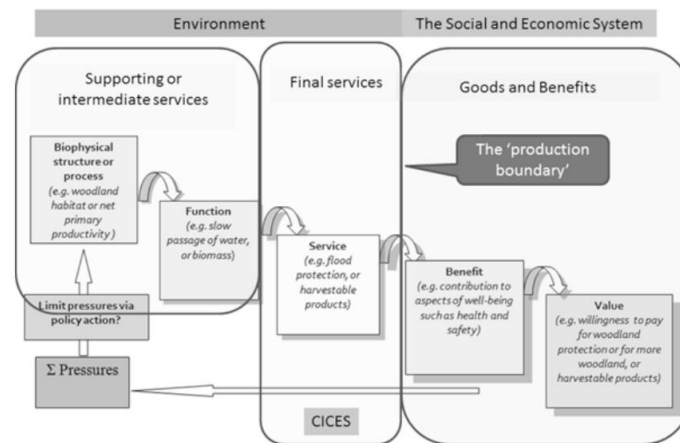 Environment
The Social and Economic System
Supporting or
intermediate services
Final services
Goods and Benefits
The 'production
boundary'
Biophysical
structure or
process
(e.g. woodland
habitat or net
primary
productivity )
Function
(e.g. slow
passage of water,
or biomass)
Service
(e.g. flood
protection, or
harvestable
products)
Benefit
(e.g. contribution to
aspects of well-being
such as health and
safety)
Value
(e.g. willingness to pay
for woodland
protection or for more
woodland, or
harvestable products)
Limit pressures via
policy action?
Σ Pressures
CICES